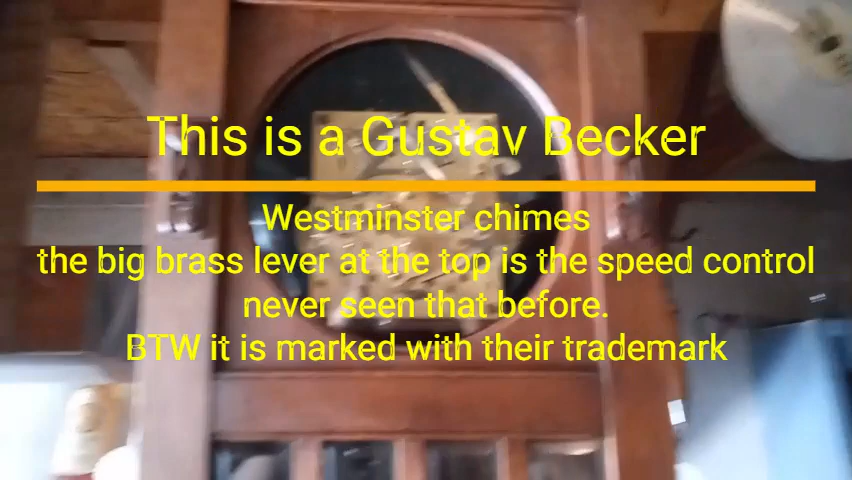 This is a Gustav Becker
Westminster chimes
the big brass lever at the top is the speed control
never seen that before.
BTW it is marked with their trademark